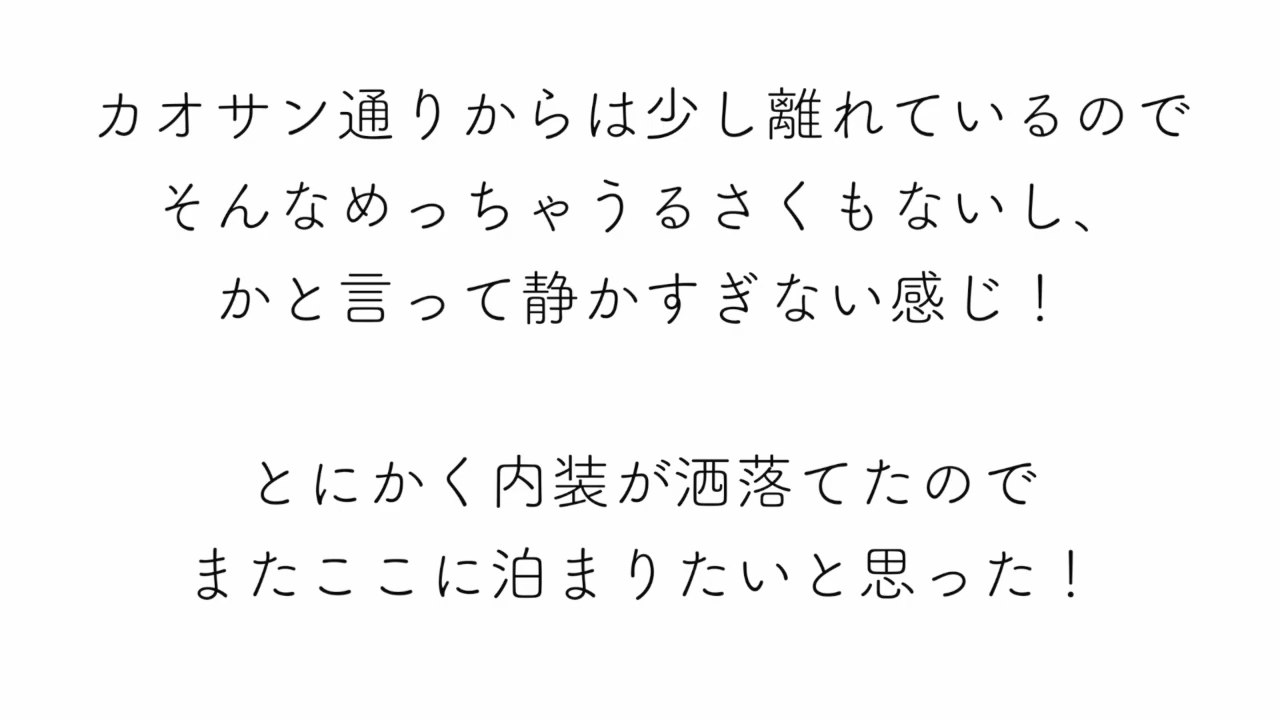 カオサン通りからは少し離れているので
そんなめっちゃうるさくもないし、
かと言って静かすぎない感じ！
とにかく内装が洒落てたので
またここに泊まりたいと思った！